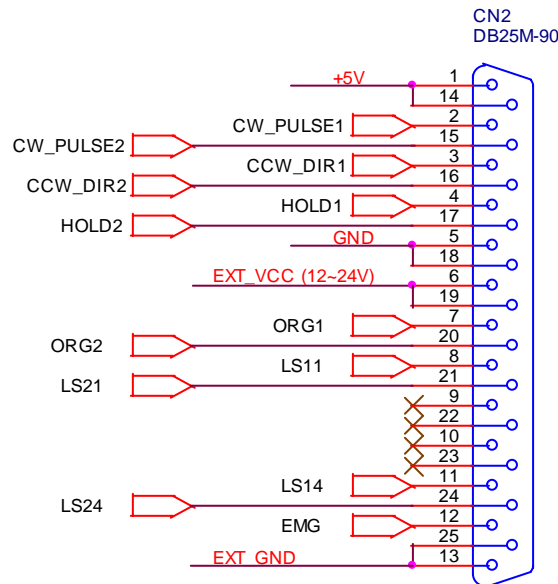 CN2
DB25M-90
+5V 1
14
CW_PULSE1 2
CW_PULSE2 15
CCW_DIR1 3
CCW_DIR2 16
HOLD1 4
HOLD2 17
GND 5
18
EXT_VCC (12~24V) 6
19
ORG1 7
ORG2 20
LS11 8
LS21 21
9
22
10
23
LS14 11
LS24 24
EMG 12
25
EXT_GND 13